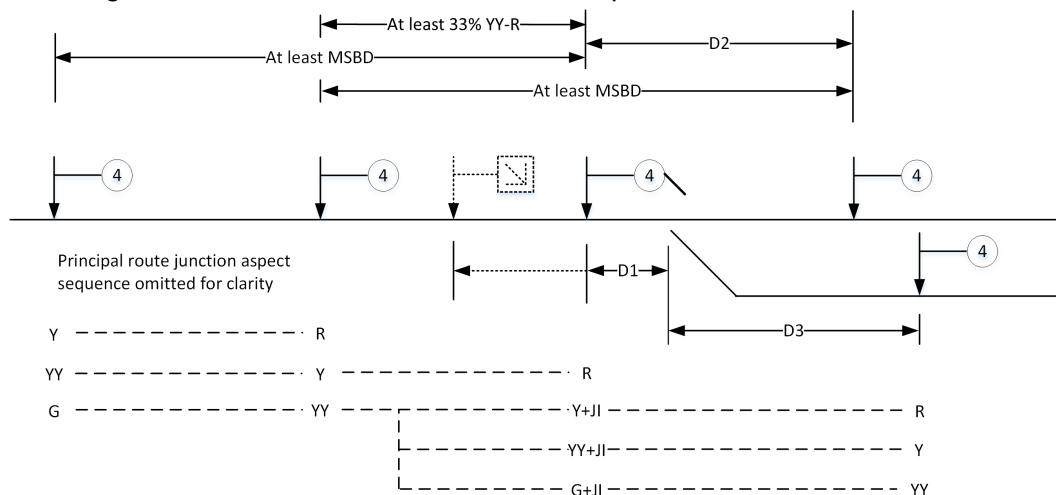 At least 33% YY-R
D2
At least MSBD
At least MSBD
4
4
4
4
4
Principal route junction aspect
sequence omitted for clarity
D1
D3
Y R
YY Y R
G YY Y+JI R
YY+JI Y
G+JI YY